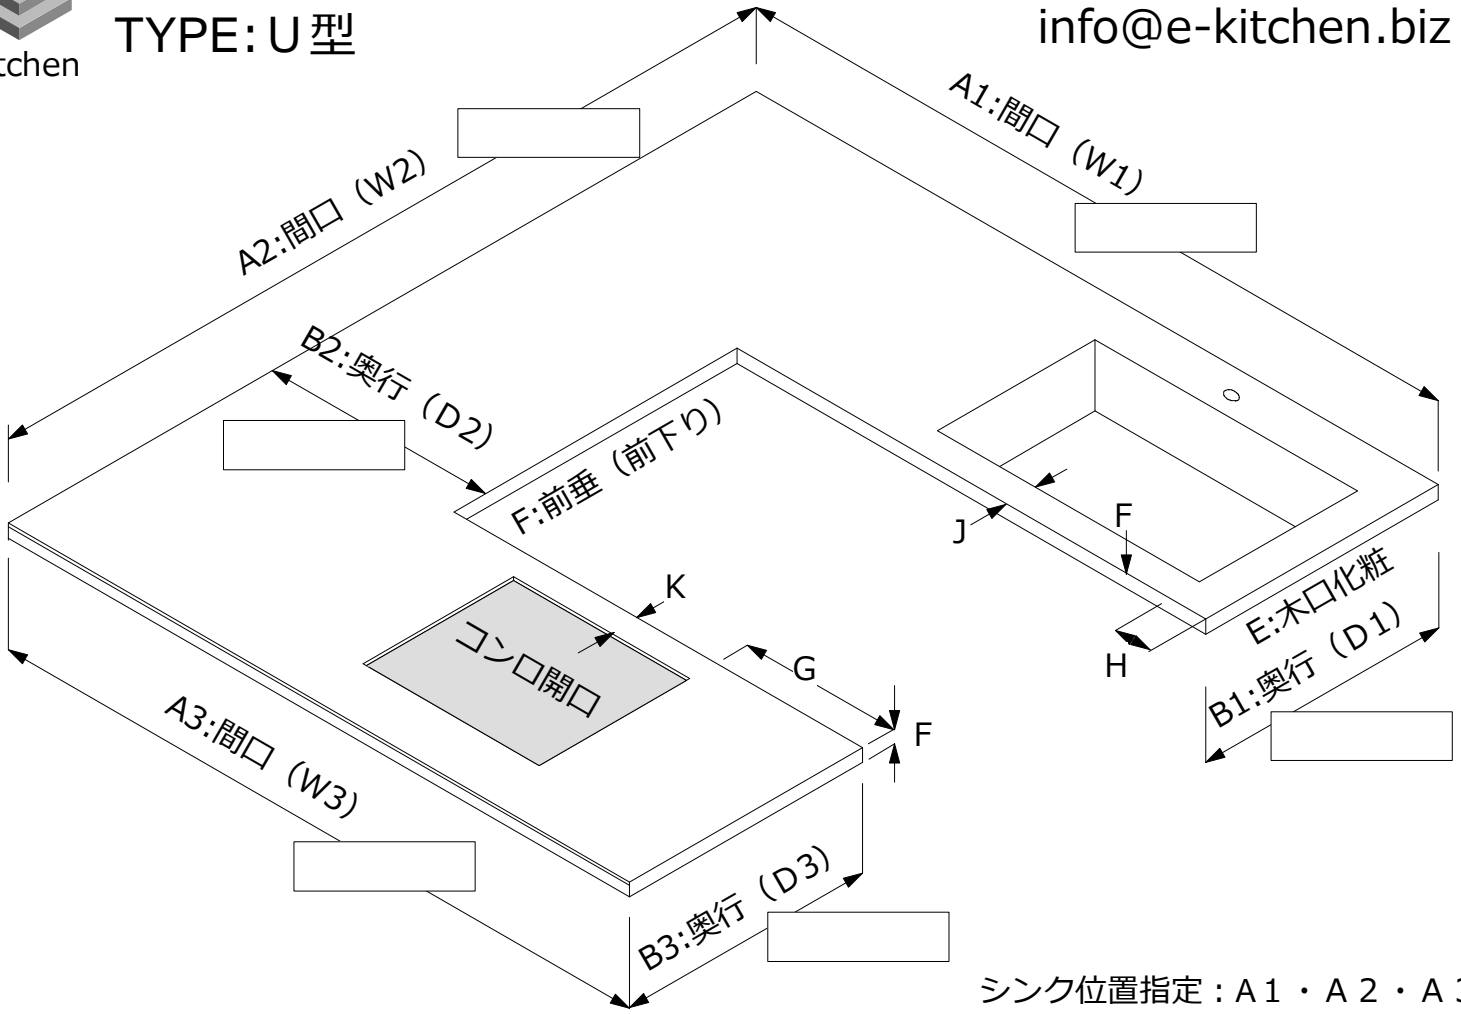 TYPE:U型
info@e-kitchen.biz
tchen
A1:間口（W1）
A2:間口（W2）
B2:奥行（D2）
F:前垂（前下り）
J
F
K
コンロ開口
G
H
E:木口化粧
B1:奥行（D1）
F
A3:間口（W3）
B3:奥行（D3）
シンク位置指定：A１・A２・A３